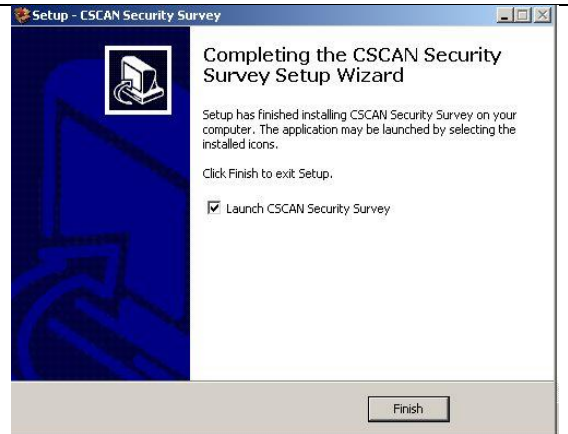 Setup - CSCAN Security Survey
Completing the CSCAN Security
Survey Setup Wizard
Setup has finished installing CSCAN Security Survey on your
computer. The application may be launched by selecting the
installed icons.
Click Finish to exit Setup.
Launch CSCAN Security Survey
Finish